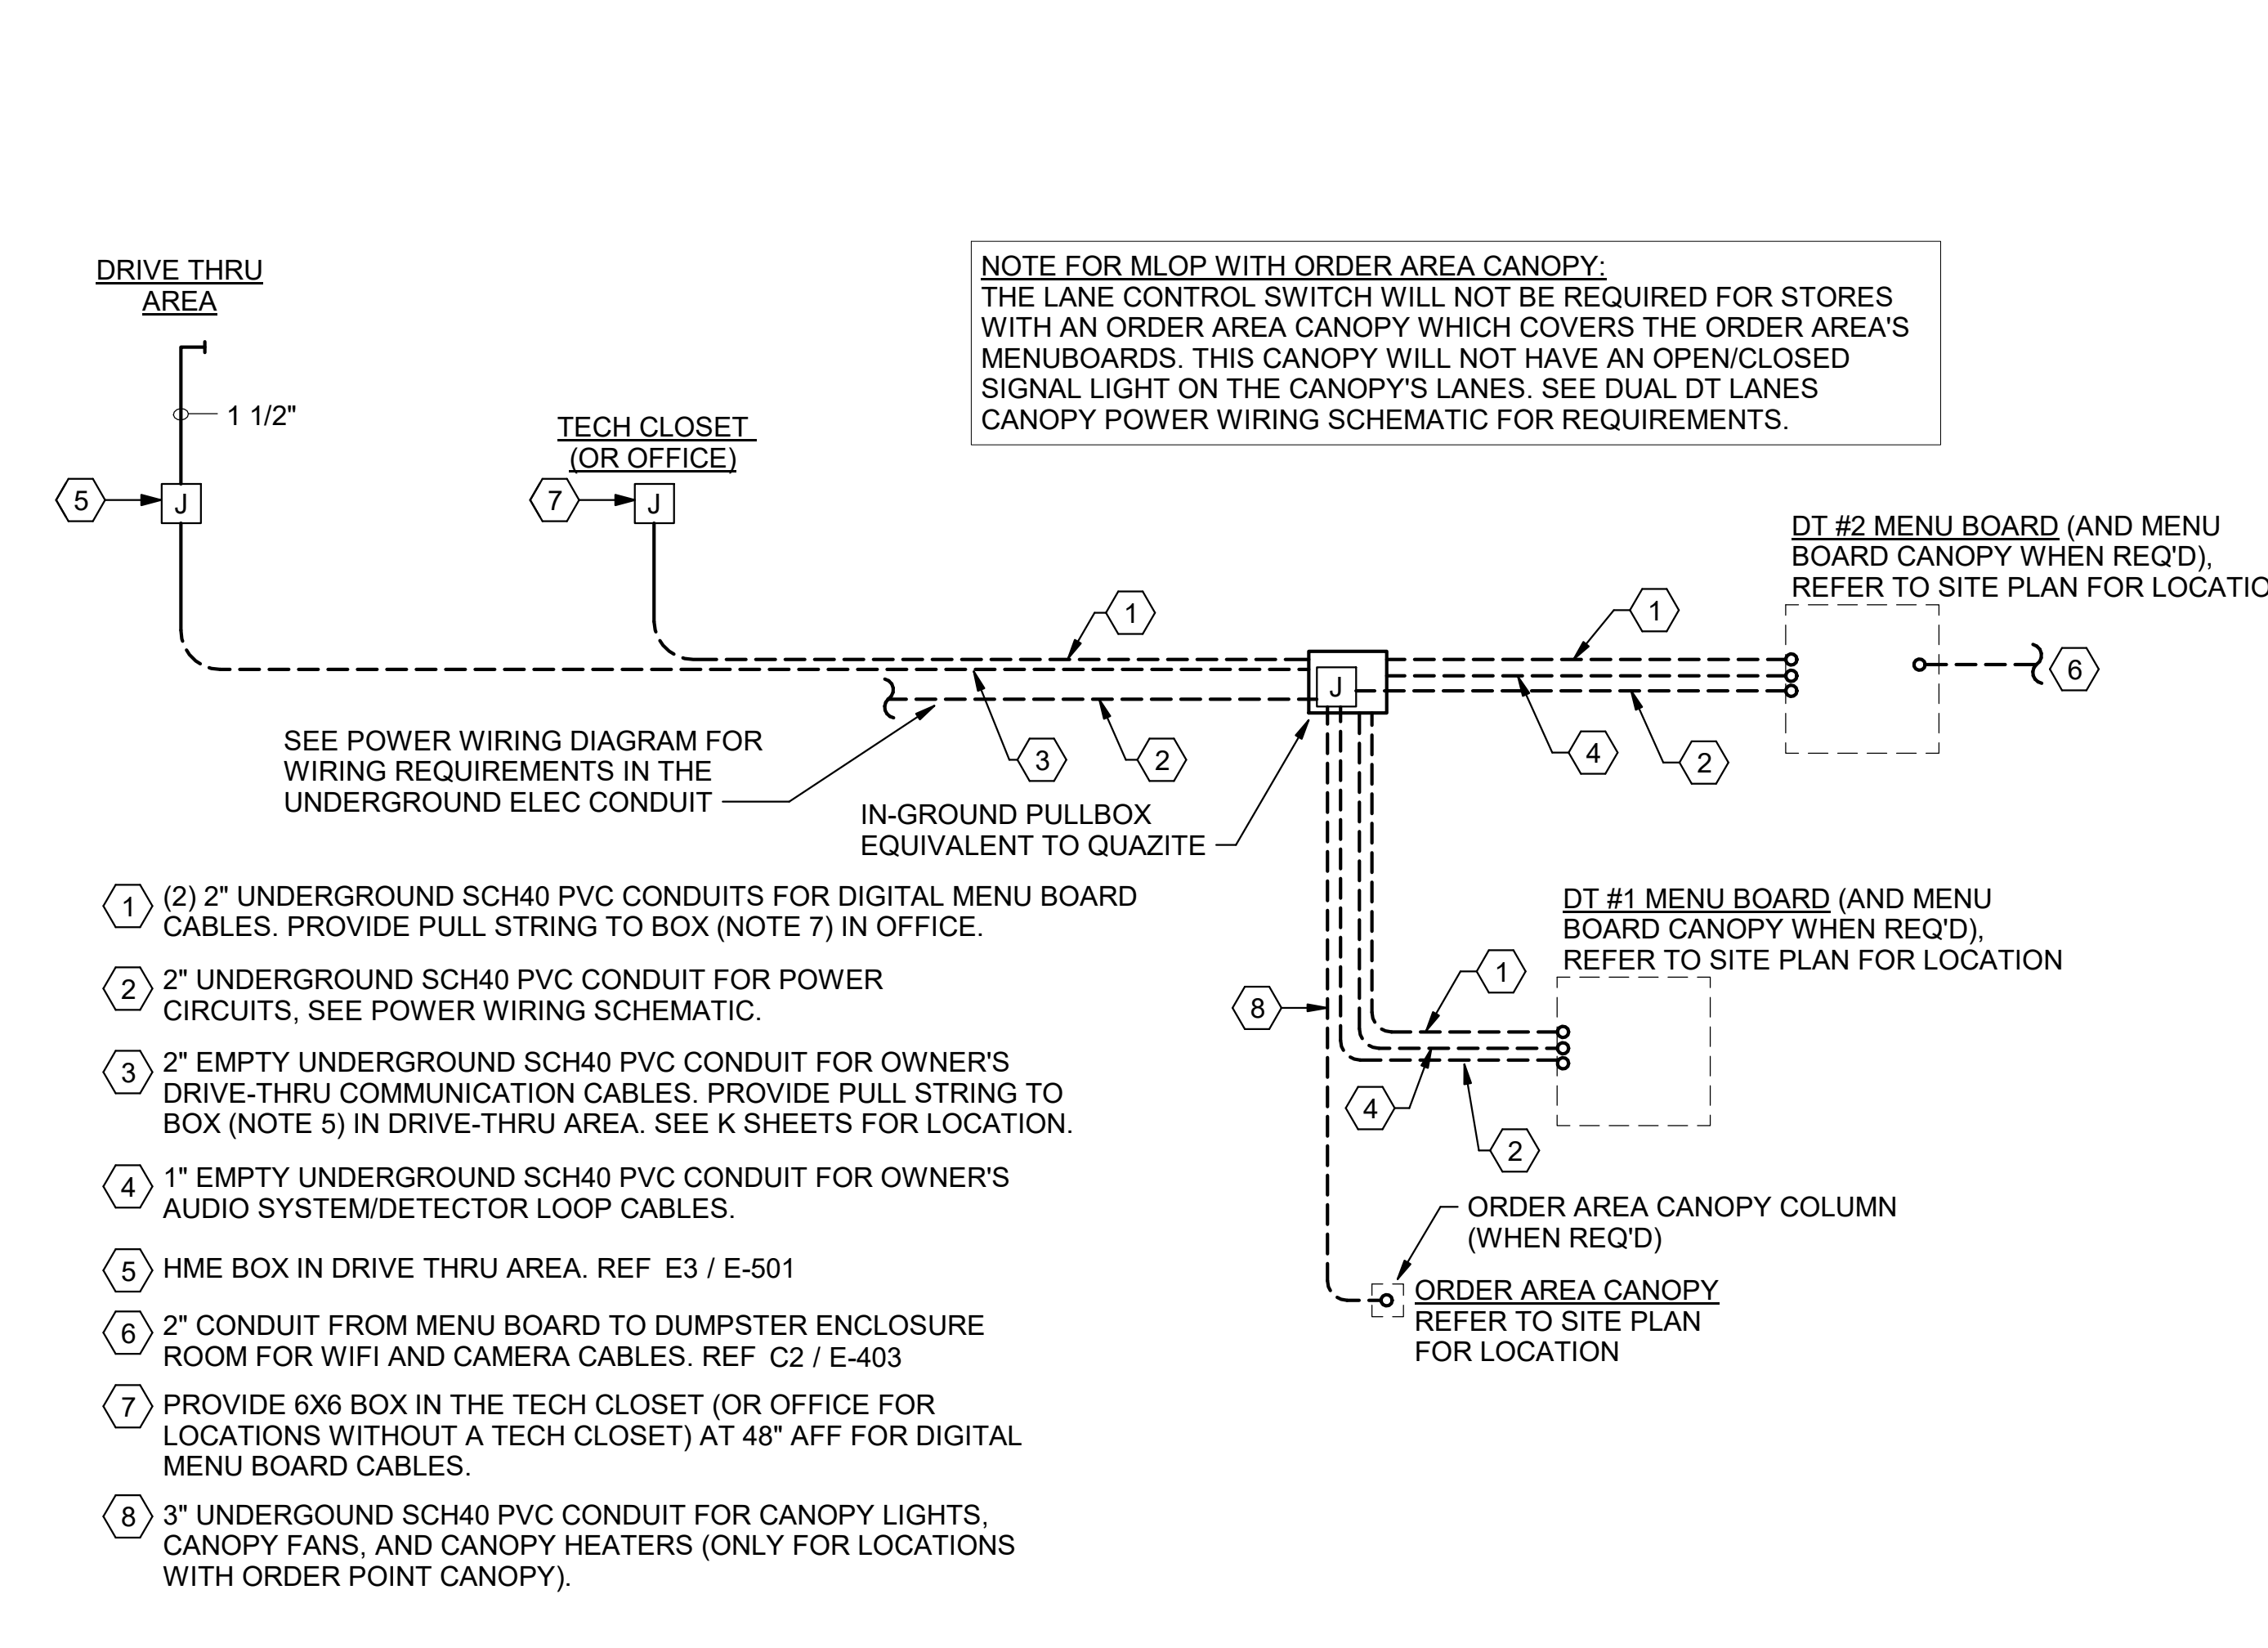 DRIVE THRU
AREA
1 1/2"
5
J
TECH CLOSET
(OR OFFICE)
7
J
NOTE FOR MLOP WITH ORDER AREA CANOPY:
THE LANE CONTROL SWITCH WILL NOT BE REQUIRED FOR STORES
WITH AN ORDER AREA CANOPY WHICH COVERS THE ORDER AREA'S
MENUBOARDS. THIS CANOPY WILL NOT HAVE AN OPEN/CLOSED
SIGNAL LIGHT ON THE CANOPY'S LANES. SEE DUAL DT LANES
CANOPY POWER WIRING SCHEMATIC FOR REQUIREMENTS.
DT #2 MENU BOARD (AND MENU
BOARD CANOPY WHEN REQ'D),
REFER TO SITE PLAN FOR LOCATIO
1
1
6
J
3
2
4
2
SEE POWER WIRING DIAGRAM FOR
WIRING REQUIREMENTS IN THE
UNDERGROUND ELEC CONDUIT
IN-GROUND PULLBOX
EQUIVALENT TO QUAZITE
DT #1 MENU BOARD (AND MENU
BOARD CANOPY WHEN REQ'D),
REFER TO SITE PLAN FOR LOCATION
1
8
4
2
ORDER AREA CANOPY COLUMN
(WHEN REQ'D)
ORDER AREA CANOPY
REFER TO SITE PLAN
FOR LOCATION
1 (2) 2" UNDERGROUND SCH40 PVC CONDUITS FOR DIGITAL MENU BOARD
CABLES. PROVIDE PULL STRING TO BOX (NOTE 7) IN OFFICE.
2 2" UNDERGROUND SCH40 PVC CONDUIT FOR POWER
CIRCUITS, SEE POWER WIRING SCHEMATIC.
3 2" EMPTY UNDERGROUND SCH40 PVC CONDUIT FOR OWNER'S
DRIVE-THRU COMMUNICATION CABLES. PROVIDE PULL STRING TO
BOX (NOTE 5) IN DRIVE-THRU AREA. SEE K SHEETS FOR LOCATION.
4 1" EMPTY UNDERGROUND SCH40 PVC CONDUIT FOR OWNER'S
AUDIO SYSTEM/DETECTOR LOOP CABLES.
5 HME BOX IN DRIVE THRU AREA. REF E3 / E-501
6 2" CONDUIT FROM MENU BOARD TO DUMPSTER ENCLOSURE
ROOM FOR WIFI AND CAMERA CABLES. REF C2 / E-403
7 PROVIDE 6X6 BOX IN THE TECH CLOSET (OR OFFICE FOR
LOCATIONS WITHOUT A TECH CLOSET) AT 48" AFF FOR DIGITAL
MENU BOARD CABLES.
8 3" UNDERGOUND SCH40 PVC CONDUIT FOR CANOPY LIGHTS,
CANOPY FANS, AND CANOPY HEATERS (ONLY FOR LOCATIONS
WITH ORDER POINT CANOPY).